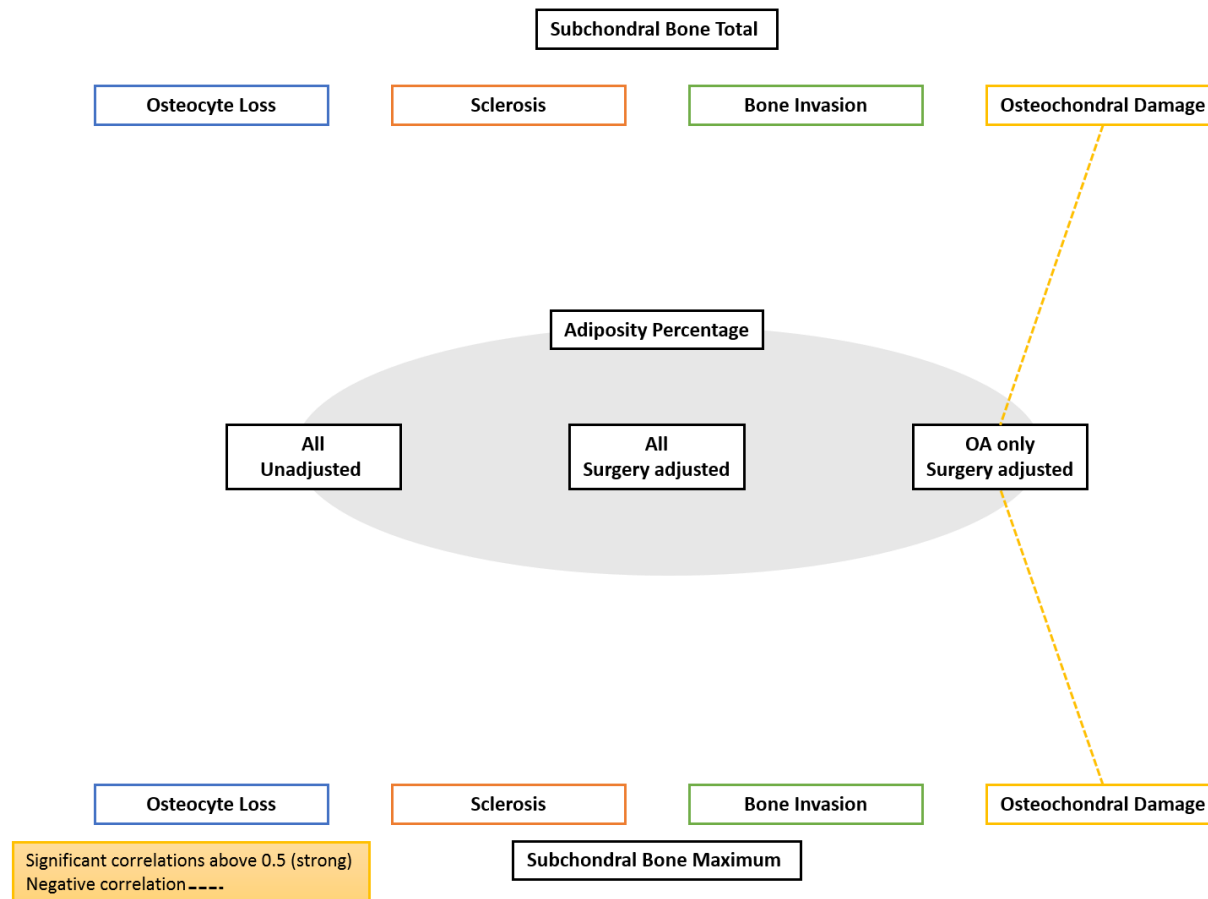 Subchondral Bone Total
Osteocyte Loss
Sclerosis
Bone Invasion
Osteochondral Damage
Adiposity Percentage
All
Unadjusted
All
Surgery adjusted
OA only
Surgery adjusted
Osteocyte Loss
Sclerosis
Bone Invasion
Osteochondral Damage
Subchondral Bone Maximum
Significant correlations above 0.5 (strong)
Negative correlation